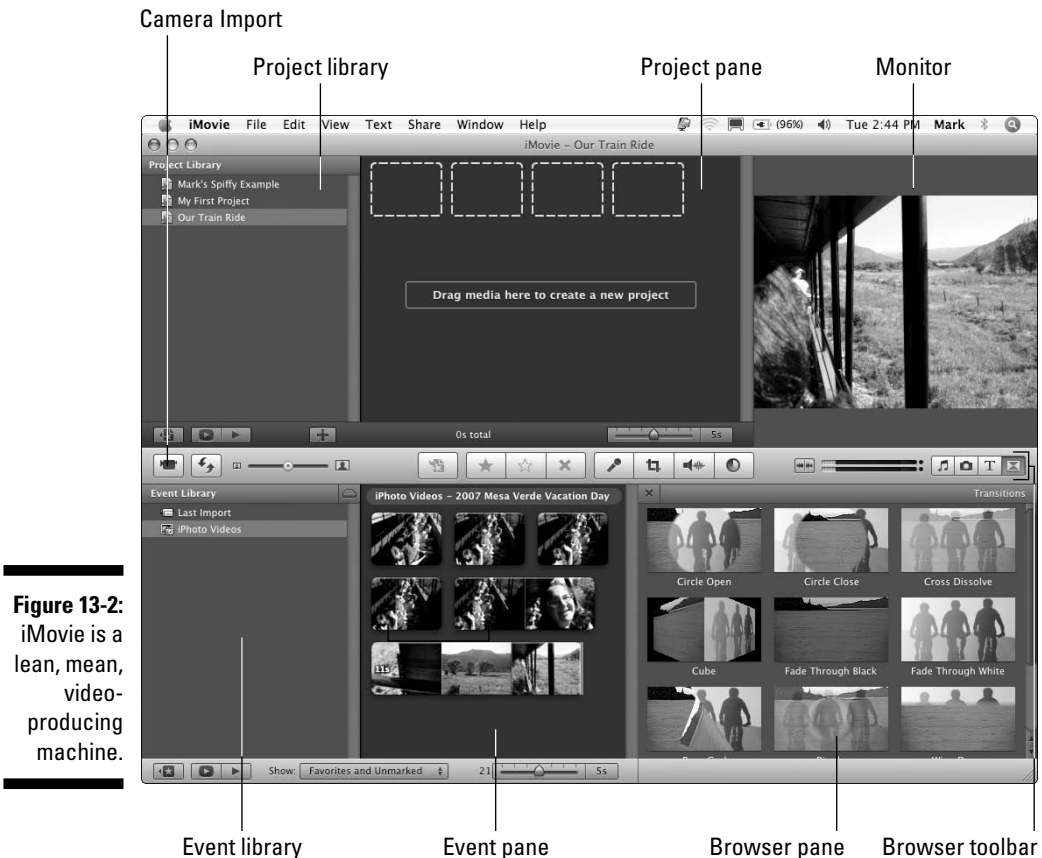 Camera Import
Project library
Project pane
Monitor
iMovie File Edit View Text Share Window Help
(96%) Tue 2:44 PM Mark
iMovie – Our Train Ride
Project Library
Mark's Spiffy Example
My First Project
Our Train Ride
Drag media here to create a new project
0s total
5s
T
Event Library
Last Import
iPhoto Videos
iPhoto Videos – 2007 Mesa Verde Vacation Day
11s
Transitions
Circle Open
Circle Close
Cross Dissolve
Cube
Fade Through Black
Fade Through White
Show: Favorites and Unmarked
21
5s
Figure 13-2:
iMovie is a
lean, mean,
video-
producing
machine.
Event library
Event pane
Browser pane
Browser toolbar